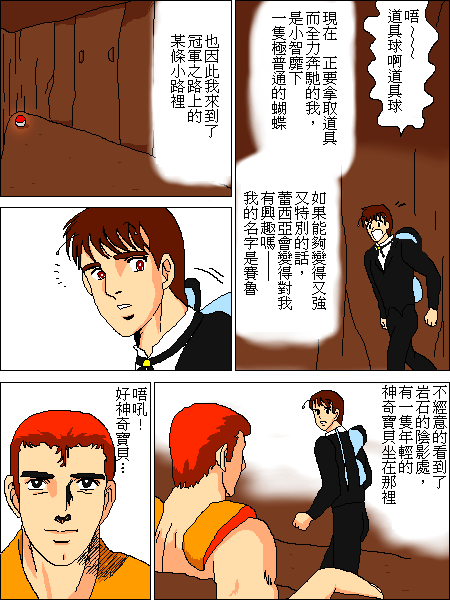 唔～～～
道具球啊道具球
現在　正要拿取道具
而全力奔馳的我，
是小智麾下
一隻極普通的蝴蝶
如果能夠變得又強
又特別的話，
蕾西亞會變得對我
有興趣嗎——
我的名字是賽魯
也因此我來到了
冠軍之路上的
某條小路裡
不經意的看到了
岩石的陰影處，
有一隻年輕的
神奇寶貝坐在那裡
唔吼！
好神奇寶貝…